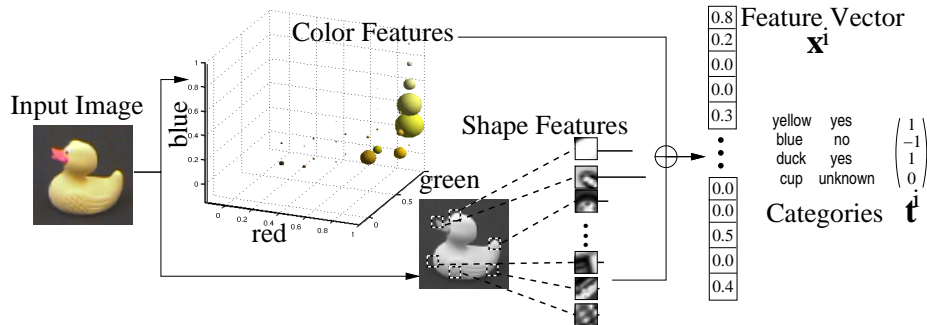 Input Image
Color Features
blue
1
0.8
0.6
0.4
0.2
0
0
0.2
0.4
0.6
0.8
1
red
0
0.5
green
Shape Features
0.8
0.2
0.0
0.0
0.3
0.0
0.0
0.5
0.0
0.4
Feature Vector
xⁱ
yellow yes 1
blue no −1
duck yes 1
cup unknown 0
Categories tⁱ